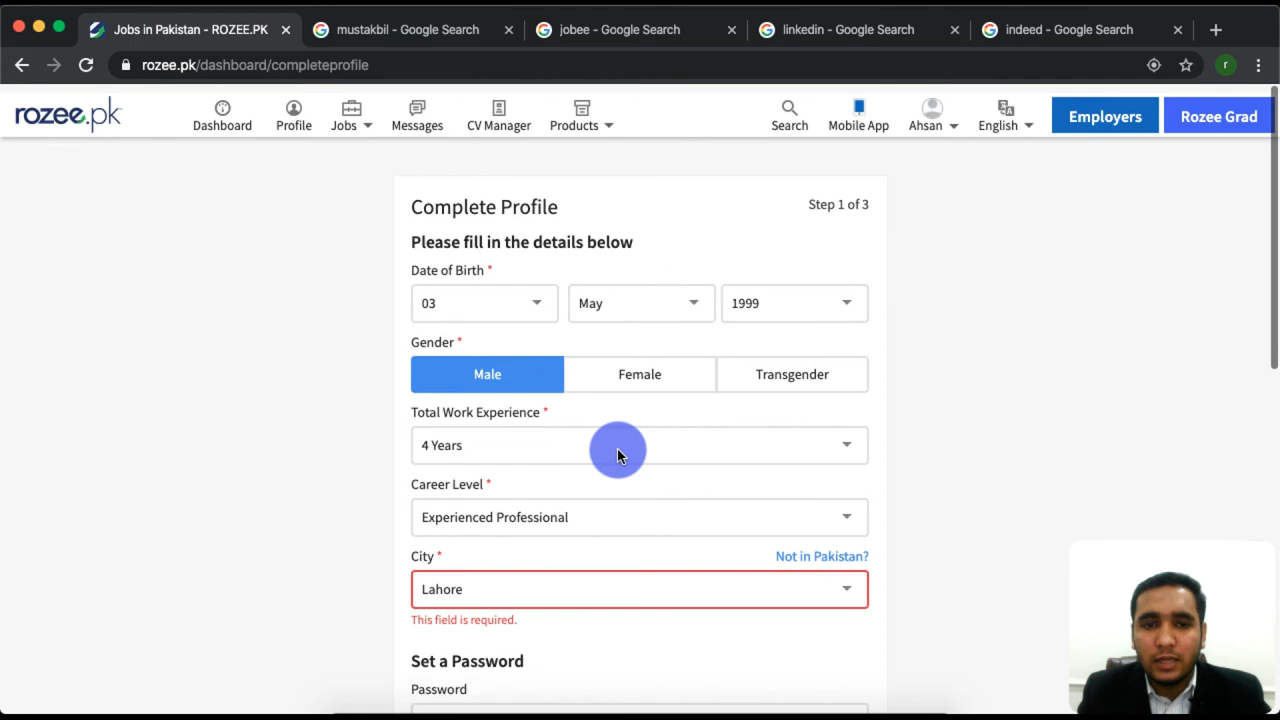 Jobs in Pakistan - ROZEE.PK
mustakbil - Google Search
jobee - Google Search
linkedin - Google Search
indeed - Google Search
rozee.pk/dashboard/completeprofile
r
rozee.pk
Dashboard
Profile
Jobs
Messages
CV Manager
Products
Search
Mobile App
Ahsan
English
Employers
Rozee Grad
Complete Profile
Step 1 of 3
Please fill in the details below
Date of Birth *
03
May
1999
Gender *
Male
Female
Transgender
Total Work Experience *
4 Years
Career Level *
Experienced Professional
City *
Not in Pakistan?
Lahore
This field is required.
Set a Password
Password